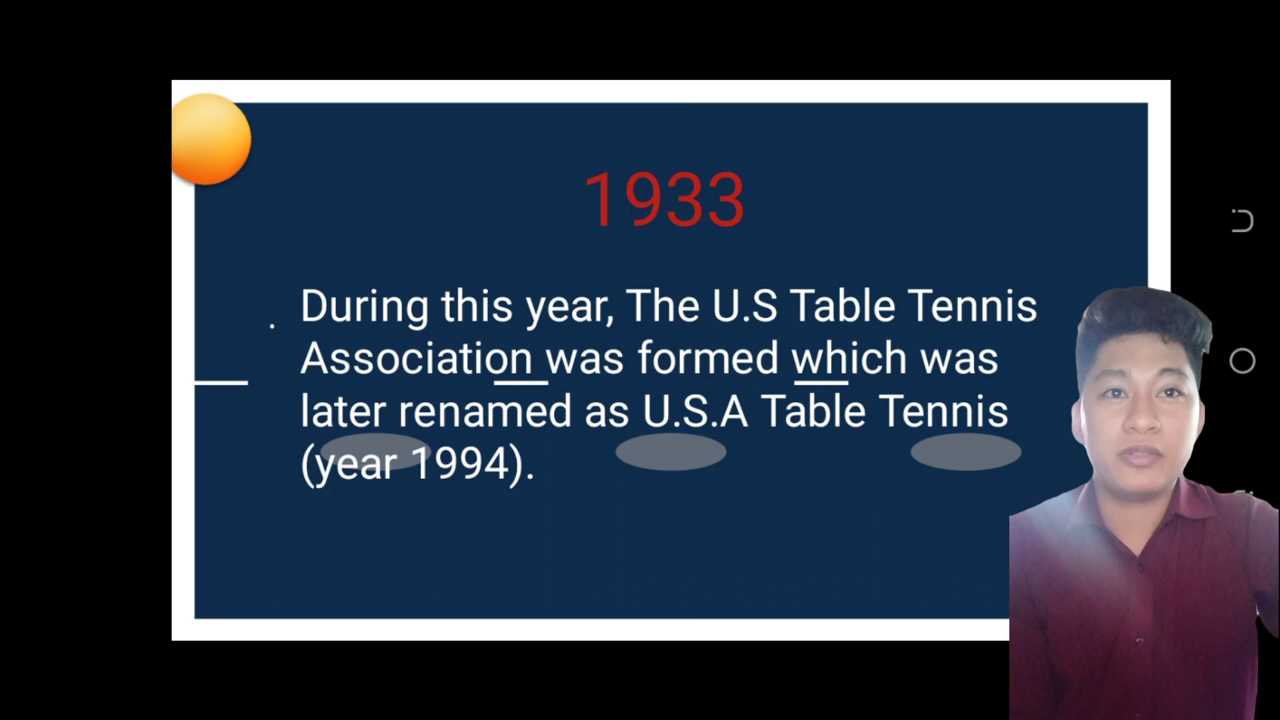 1933
. During this year, The U.S Table Tennis
Association was formed which was
later renamed as U.S.A Table Tennis
(year 1994).